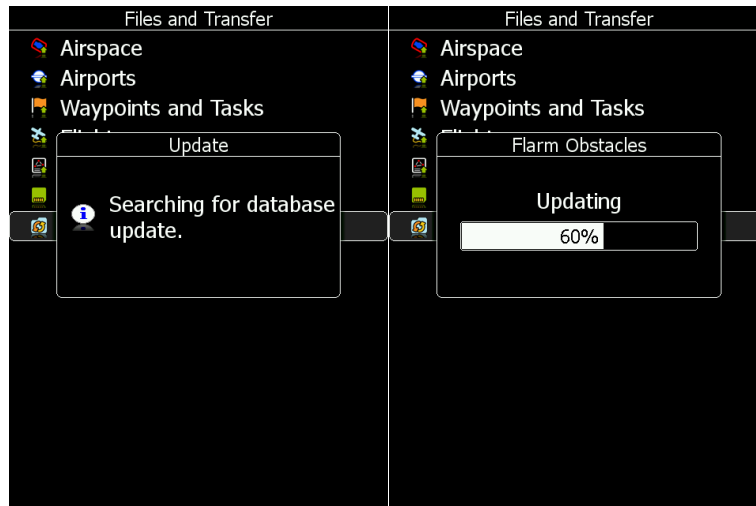 Files and Transfer
Airspace
Airports
Waypoints and Tasks
Update
Searching for database
update.
Files and Transfer
Airspace
Airports
Waypoints and Tasks
Flarm Obstacles
Updating
60%